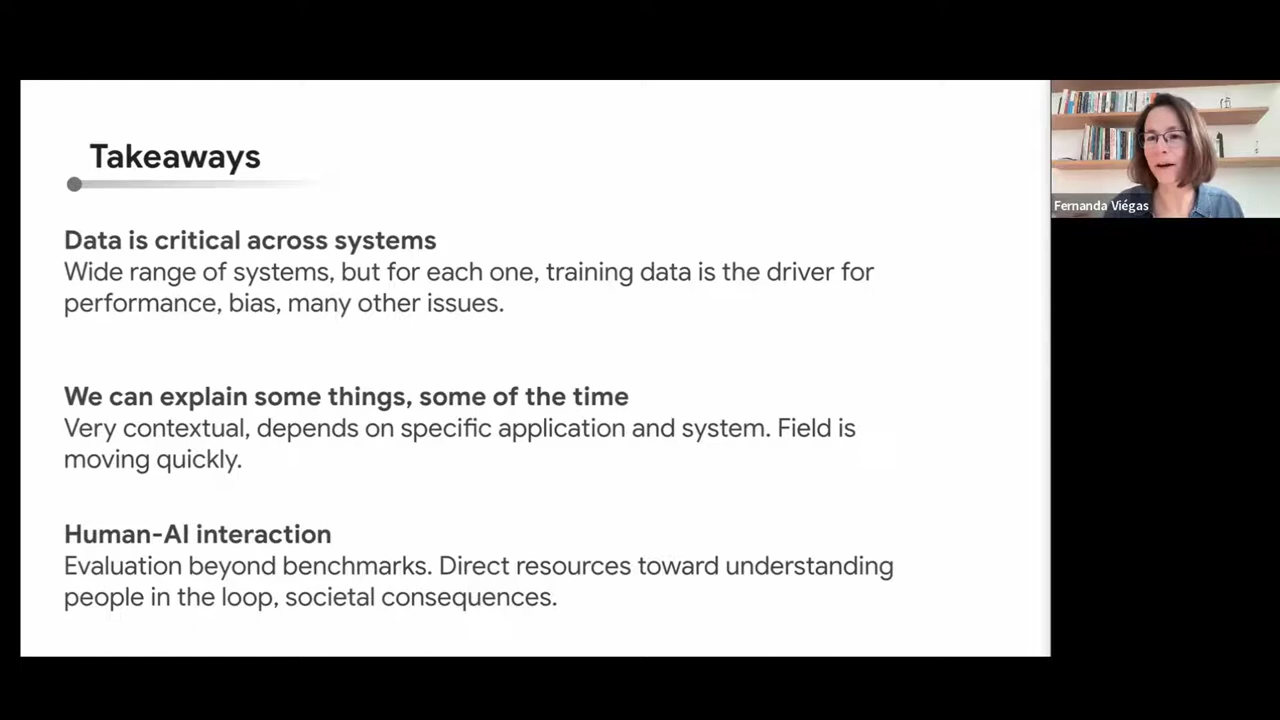 Takeaways
Data is critical across systems
Wide range of systems, but for each one, training data is the driver for
performance, bias, many other issues.
We can explain some things, some of the time
Very contextual, depends on specific application and system. Field is
moving quickly.
Human-AI interaction
Evaluation beyond benchmarks. Direct resources toward understanding
people in the loop, societal consequences.
Fernanda Viégas